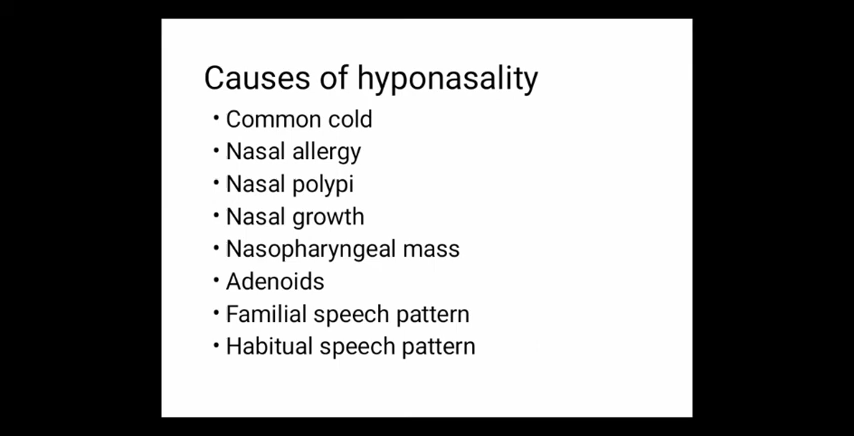 Causes of hyponasality
• Common cold
• Nasal allergy
• Nasal polypi
• Nasal growth
• Nasopharyngeal mass
• Adenoids
• Familial speech pattern
• Habitual speech pattern